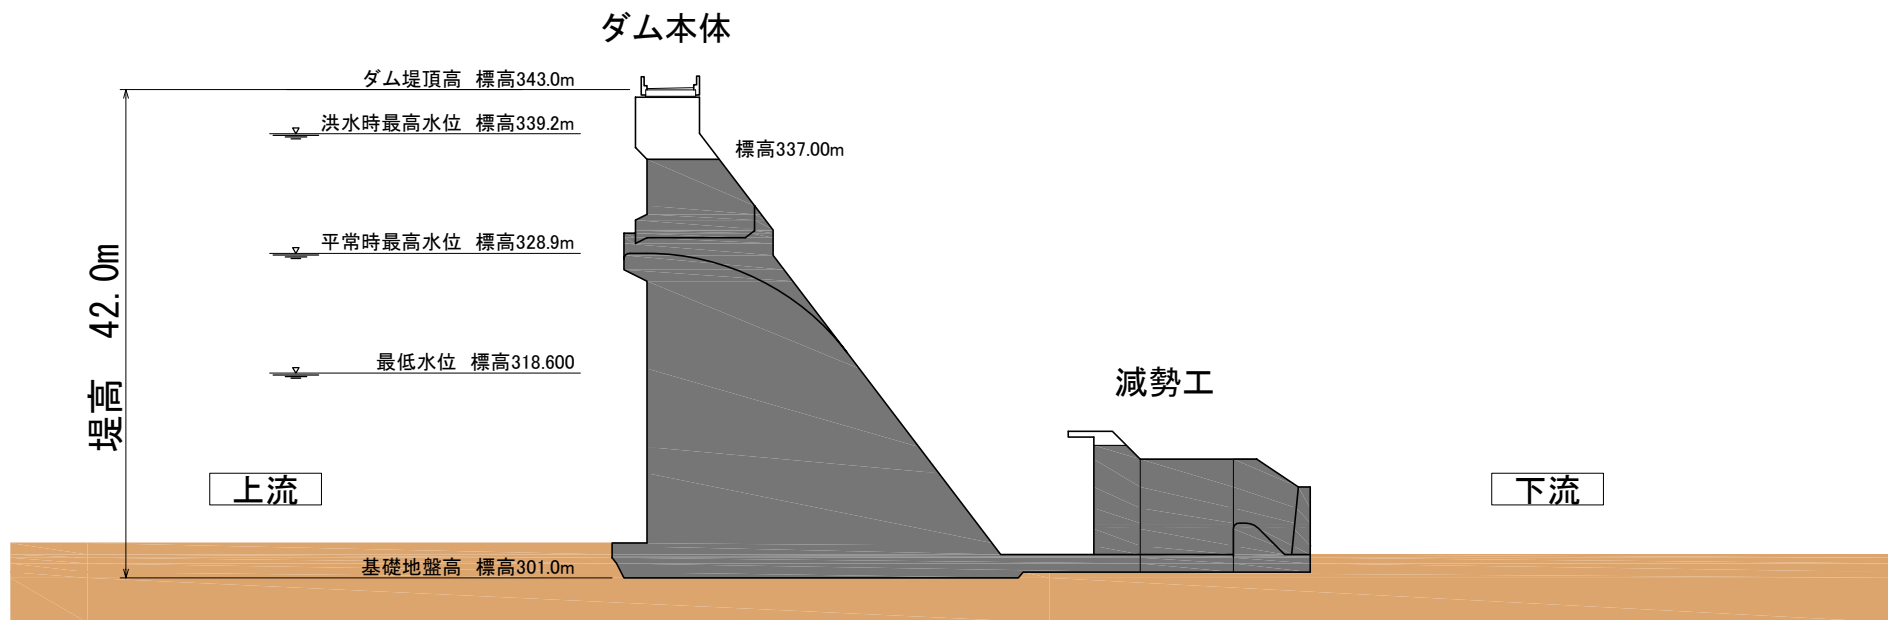 ダム本体
ダム堤頂高 標高343.0m
洪水時最高水位 標高339.2m
標高337.00m
平常時最高水位 標高328.9m
堤高 42.0m
最低水位 標高318.600
減勢工
上流
下流
基礎地盤高 標高301.0m